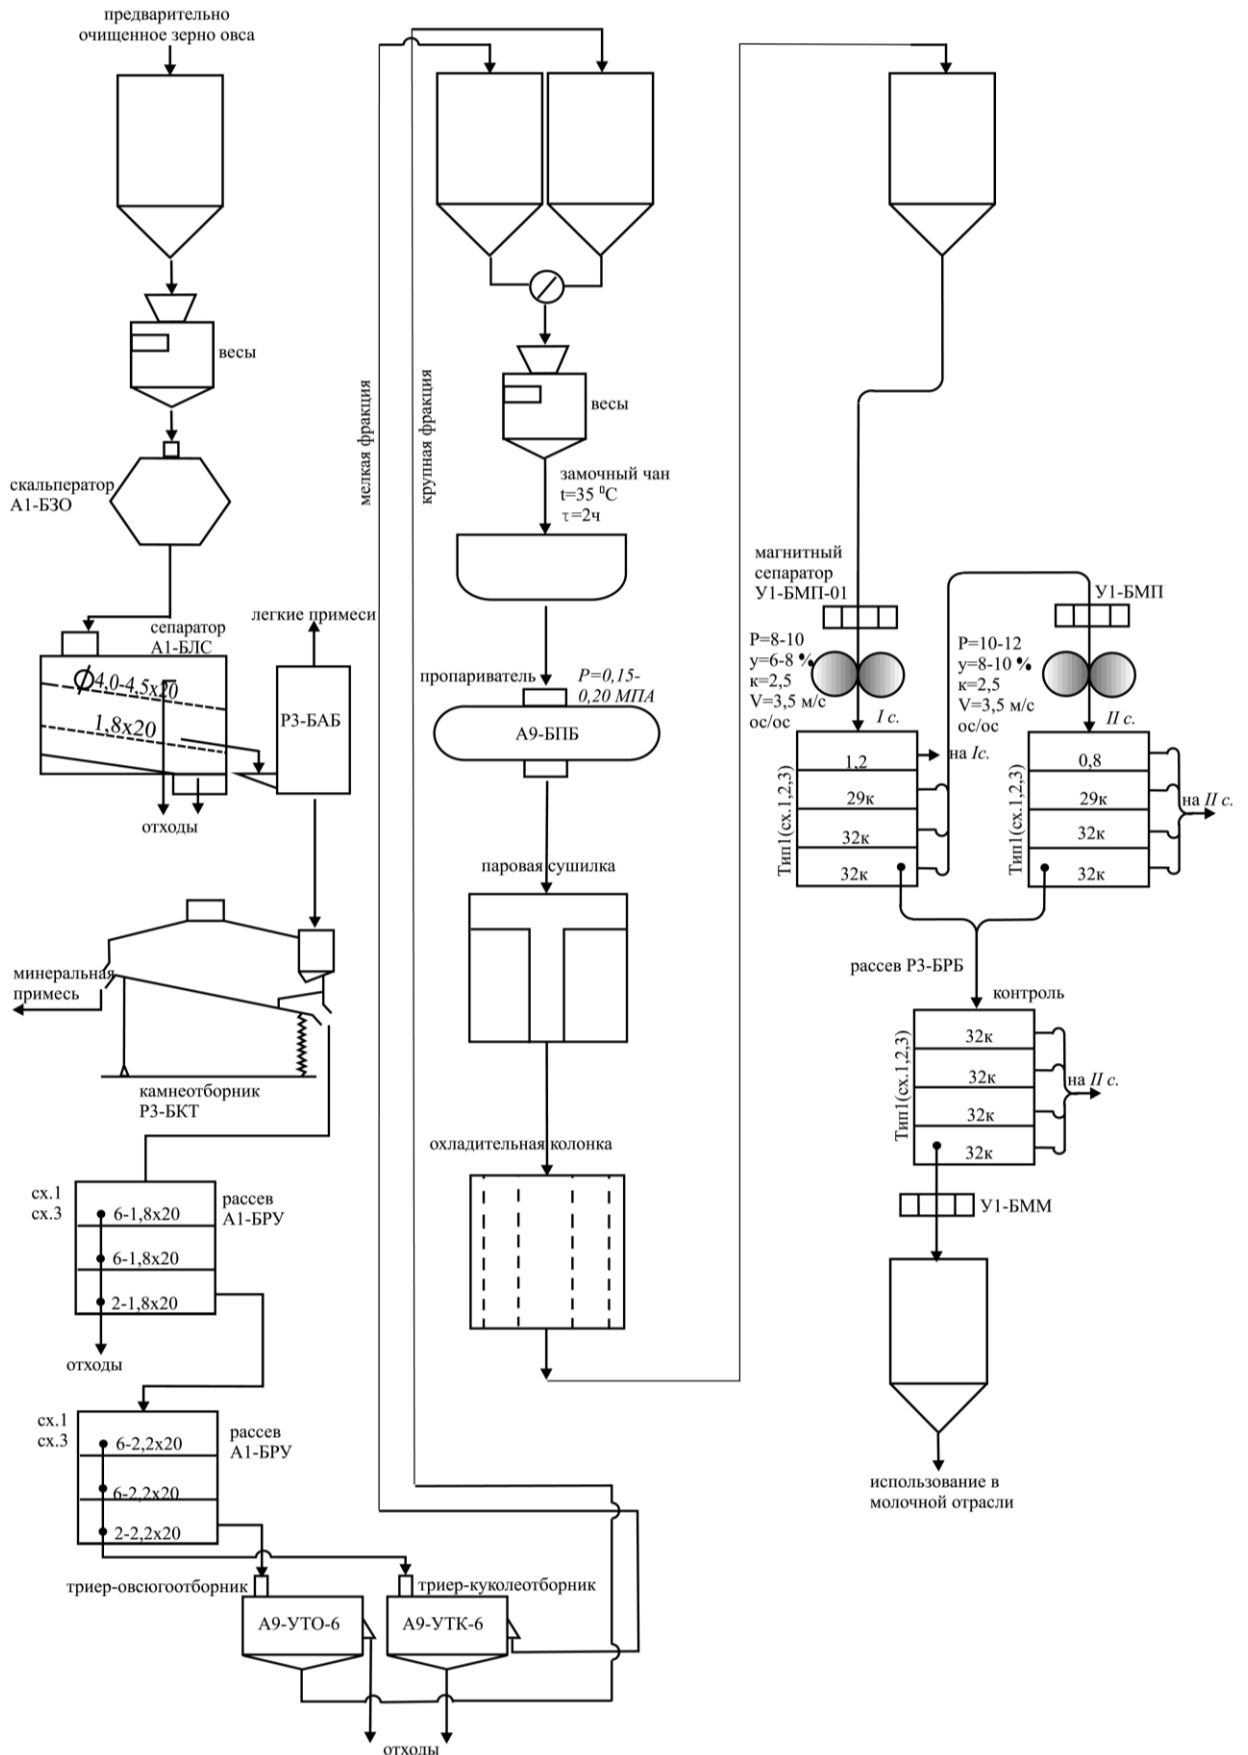 предварительно
очищенное зерно овса
весы
скальператор
А1-БЗО
сепаратор
А1-БЛС
легкие примеси
ϕ4,0-4,5х20
1,8х20
Р3-БАБ
отходы
минеральная
примесь
камнеотборник
Р3-БКТ
сх.1
сх.3
6-1,8х20
6-1,8х20
2-1,8х20
рассев
А1-БРУ
отходы
сх.1
сх.3
6-2,2х20
6-2,2х20
2-2,2х20
рассев
А1-БРУ
триер-овсюгоотборник
триер-куколеотборник
А9-УТО-6
А9-УТК-6
отходы
мелкая фракция
крупная фракция
весы
замочный чан
t=35 ⁰С
τ=2ч
пропариватель
Р=0,15-
0,20 МПА
А9-БПБ
паровая сушилка
охладительная колонка
магнитный
сепаратор
У1-БМП-01
Р=8-10
у=6-8 %
к=2,5
V=3,5 м/с
ос/ос
I с.
1,2
29к
32к
32к
Тип1(сх.1,2,3)
на Iс.
У1-БМП
Р=10-12
у=8-10 %
к=2,5
V=3,5 м/с
ос/ос
II с.
0,8
29к
32к
32к
Тип1(сх.1,2,3)
на II с.
рассев Р3-БРБ
контроль
32к
32к
32к
32к
Тип1(сх.1,2,3)
на II с.
У1-БММ
использование в
молочной отрасли